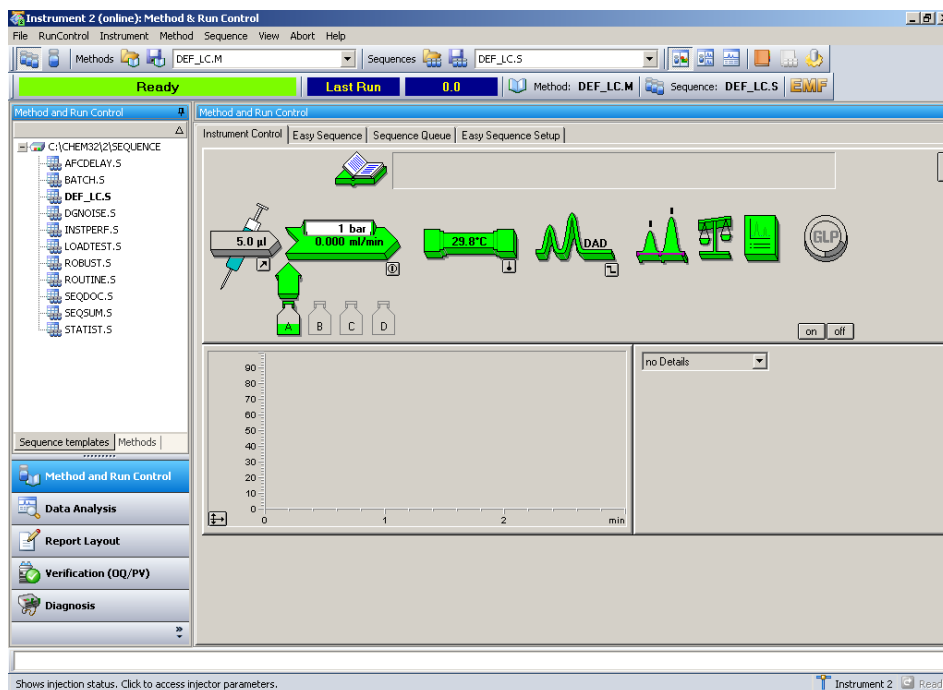 Instrument 2 (online): Method & Run Control
File RunControl Instrument Method Sequence View Abort Help
Methods DEF_LC.M Sequences DEF_LC.S
Ready Last Run 0.0 Method: DEF_LC.M Sequence: DEF_LC.S EMF
Method and Run Control
C:\CHEM32\2\SEQUENCE
AFCDELAY.S
BATCH.S
DEF_LC.S
DGNOISE.S
INSTPERF.S
LOADTEST.S
ROBUST.S
ROUTINE.S
SEQDOC.S
SEQSUM.S
STATIST.S
Sequence templates Methods
Method and Run Control
Data Analysis
Report Layout
Verification (OQ/PV)
Diagnosis
Method and Run Control
Instrument Control Easy Sequence Sequence Queue Easy Sequence Setup
5.0 µl
1 bar
0.000 ml/min
29.8°C
DAD
GLP
A B C D
on off
90
80
70
60
50
40
30
20
10
0
0 1 2 min
no Details
Shows injection status. Click to access injector parameters.
Instrument 2